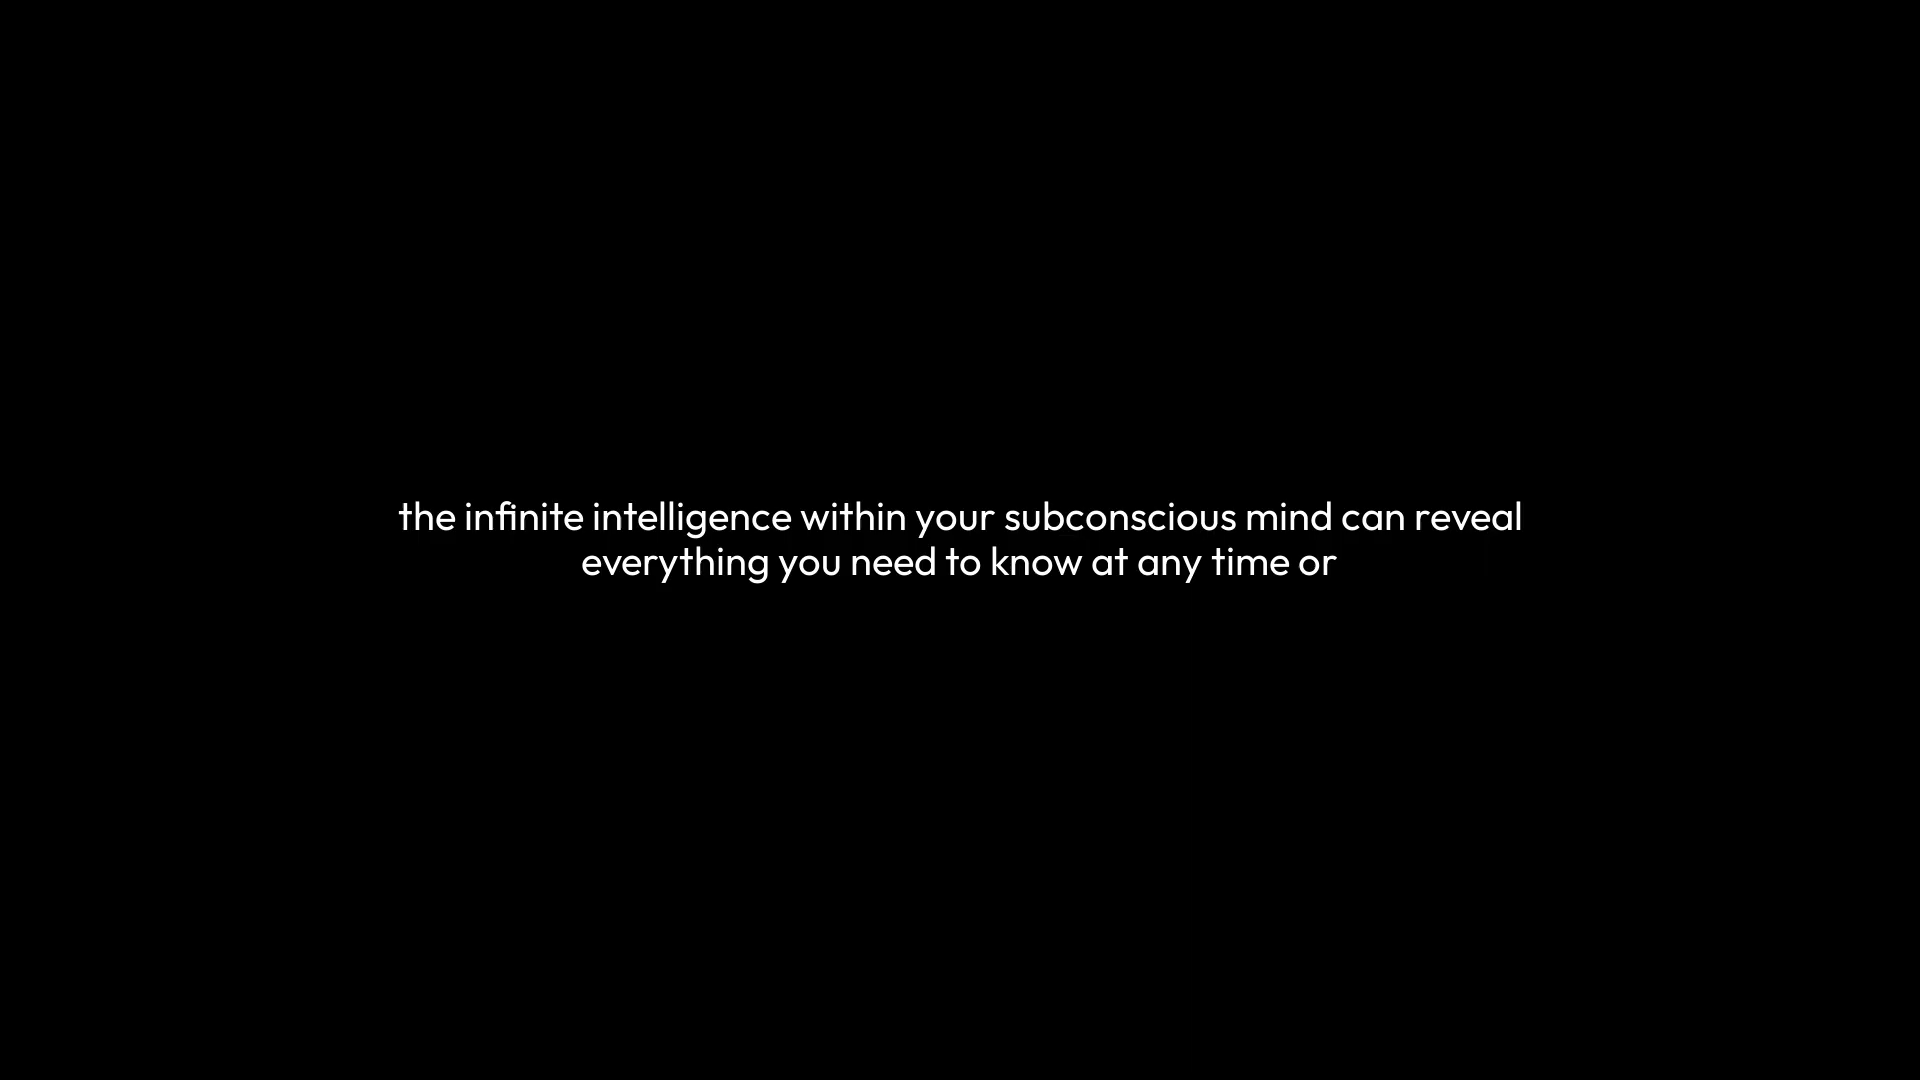 the infinite intelligence within your subconscious mind can reveal
everything you need to know at any time or